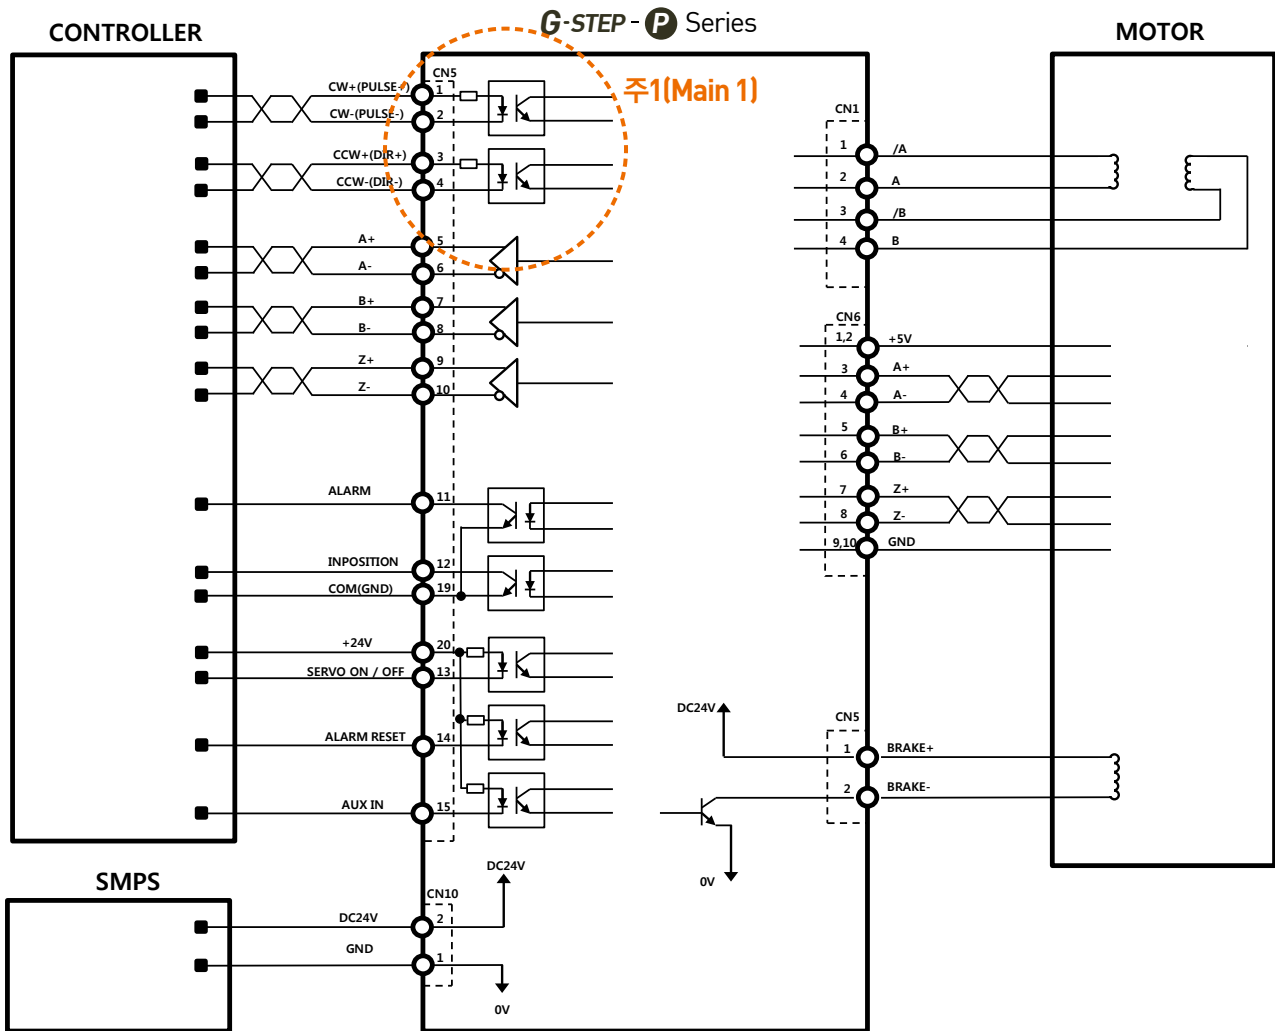 G-STEP - P Series
CONTROLLER
MOTOR
주1(Main 1)
CN5
CW+(PULSE+)
1
CW-(PULSE-)
2
CCW+(DIR+)
3
CCW-(DIR-)
4
A+
5
A-
6
B+
7
B-
8
Z+
9
Z-
10
ALARM
11
INPOSITION
12
COM(GND)
19
+24V
20
SERVO ON / OFF
13
ALARM RESET
14
AUX IN
15
CN1
1
/A
2
A
3
/B
4
B
CN6
1,2
+5V
3
A+
4
A-
5
B+
6
B-
7
Z+
8
Z-
9,10
GND
DC24V
CN5
1
BRAKE+
2
BRAKE-
0V
SMPS
DC24V
CN10
DC24V
2
GND
1
0V